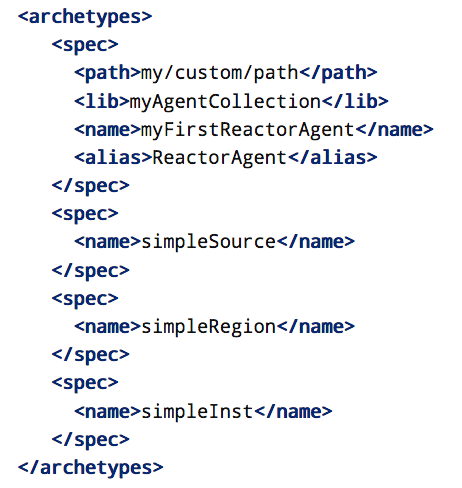 <archetypes>
<spec>
<path>my/custom/path</path>
<lib>myAgentCollection</lib>
<name>myFirstReactorAgent</name>
<alias>ReactorAgent</alias>
</spec>
<spec>
<name>simpleSource</name>
</spec>
<spec>
<name>simpleRegion</name>
</spec>
<spec>
<name>simpleInst</name>
</spec>
</archetypes>